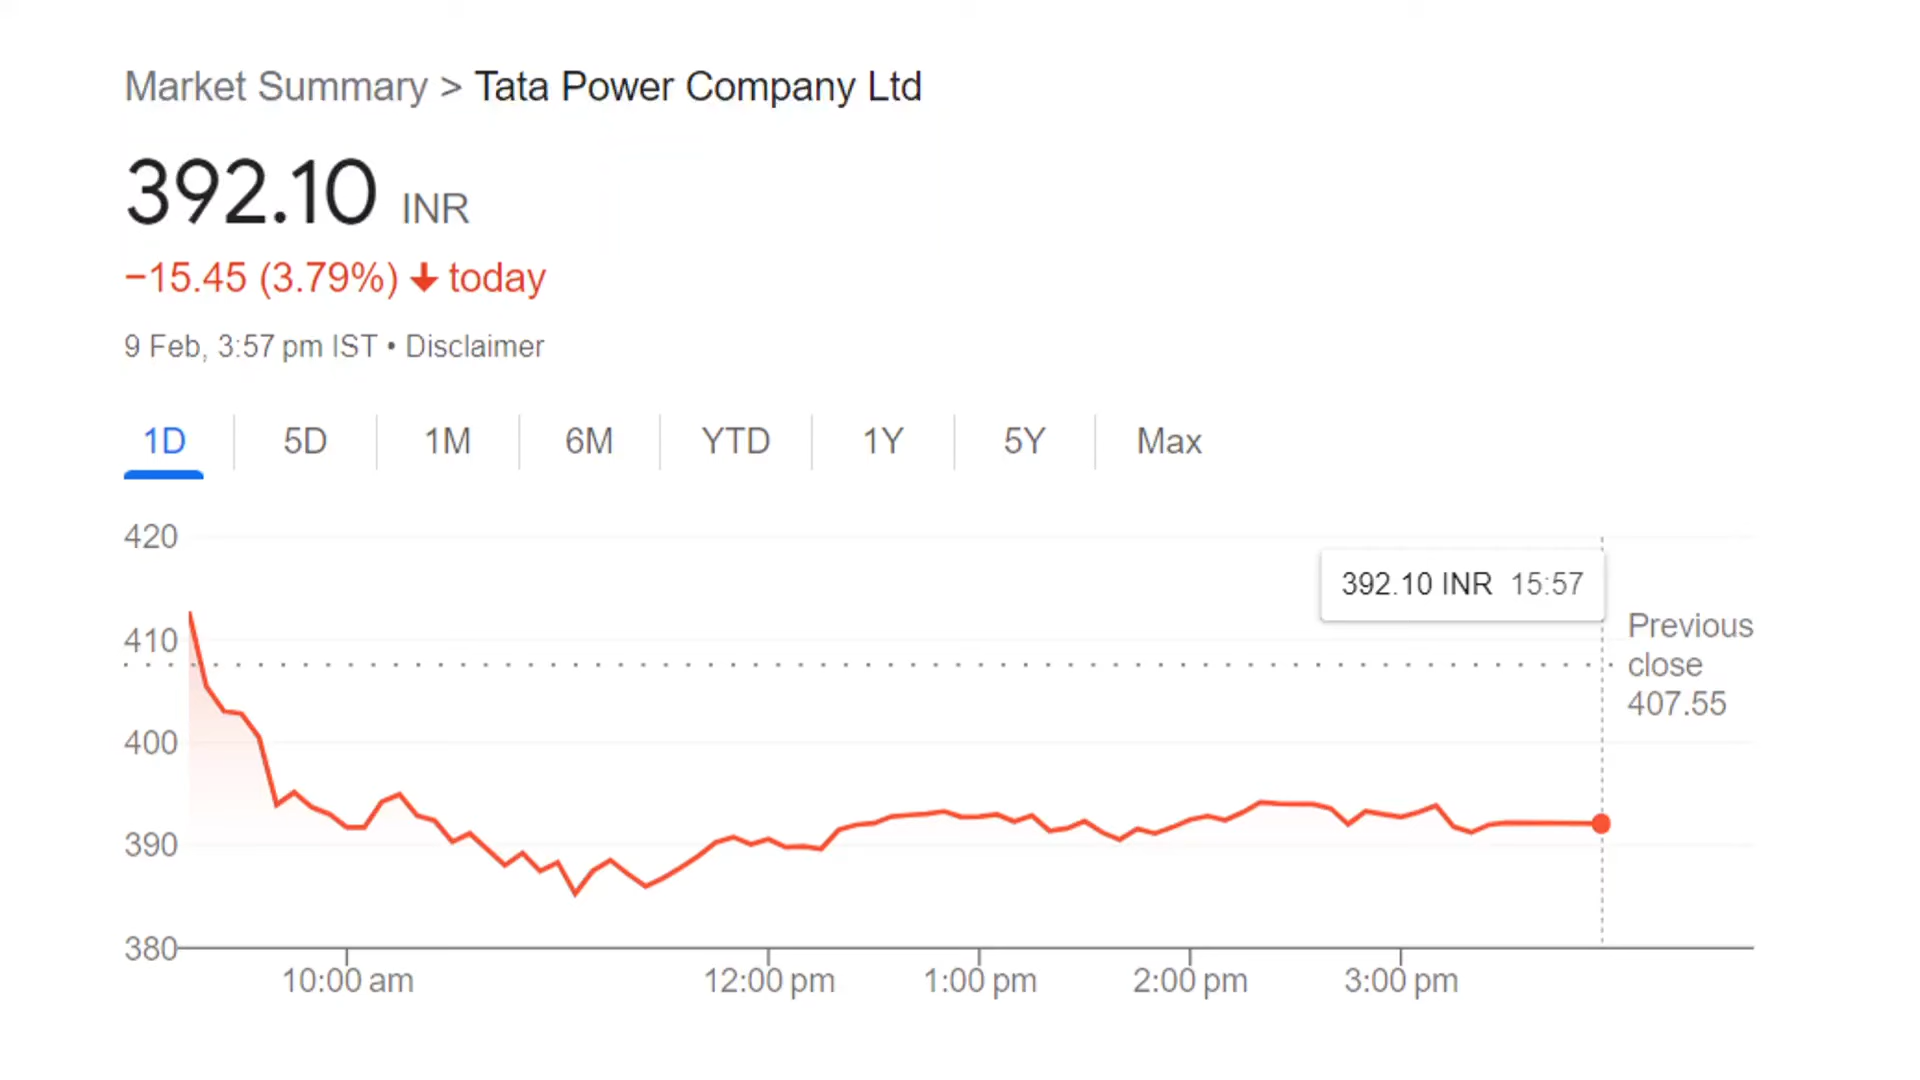 Market Summary > Tata Power Company Ltd
392.10 INR
−15.45 (3.79%) ↓ today
9 Feb, 3:57 pm IST • Disclaimer
1D 5D 1M 6M YTD 1Y 5Y Max
420
392.10 INR 15:57
410
Previous
close
407.55
400
390
380
10:00 am 12:00 pm 1:00 pm 2:00 pm 3:00 pm